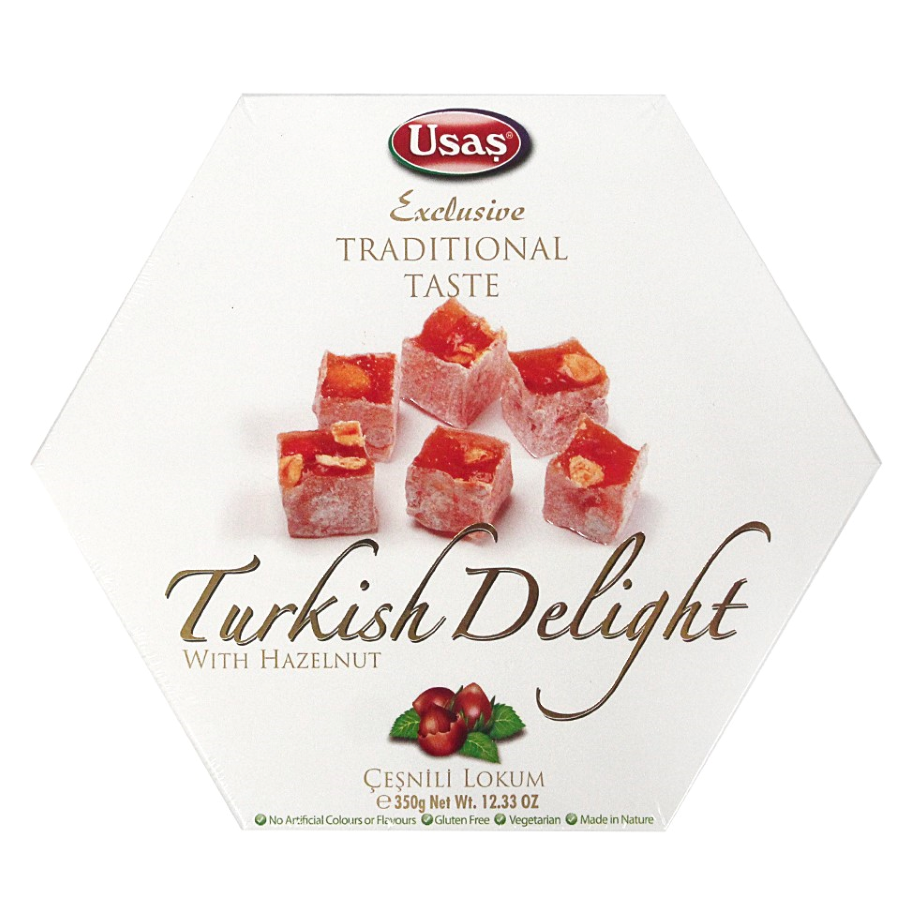 Usaş®
Exclusive
TRADITIONAL
TASTE
Turkish Delight
WITH HAZELNUT
ÇEŞNİLİ LOKUM
℮ 350g Net Wt. 12.33 OZ
No Artificial Colours or Flavours Gluten Free Vegetarian Made in Nature